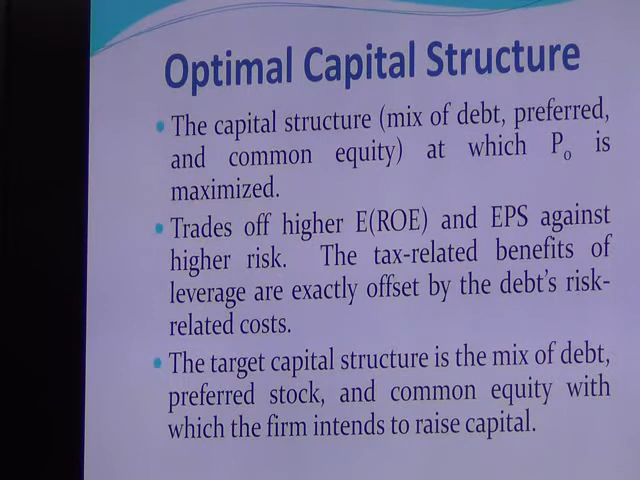 Optimal Capital Structure
The capital structure (mix of debt, preferred,
and common equity) at which P₀ is
maximized.
Trades off higher E(ROE) and EPS against
higher risk. The tax-related benefits of
leverage are exactly offset by the debt's risk-
related costs.
The target capital structure is the mix of debt,
preferred stock, and common equity with
which the firm intends to raise capital.